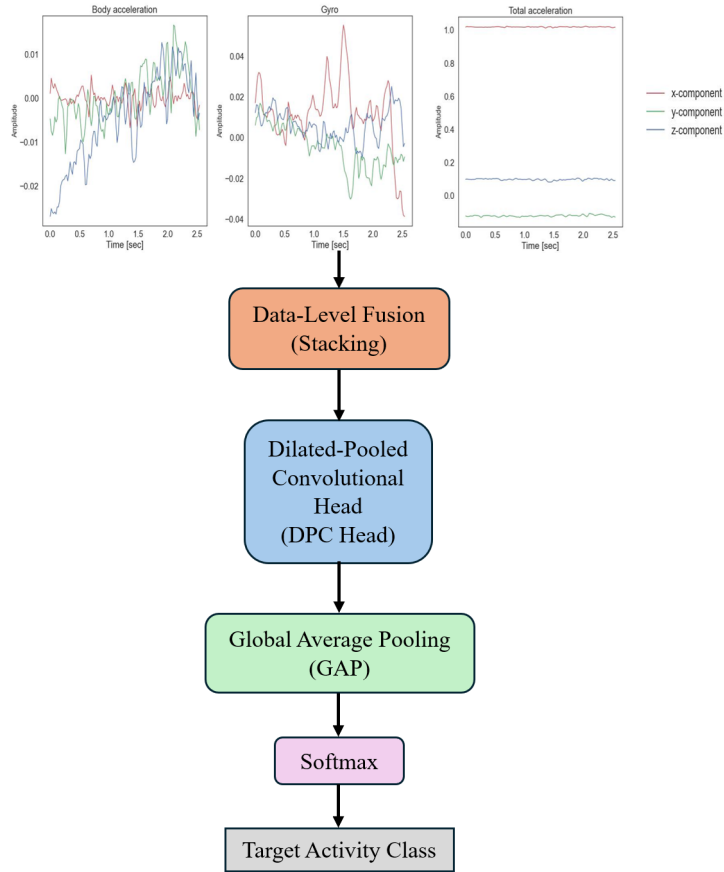 Body acceleration
Gyro
Total acceleration
Amplitude
0.01
0.00
−0.01
−0.02
0.0 0.5 1.0 1.5 2.0 2.5
Time [sec]
Amplitude
0.04
0.02
0.00
−0.02
−0.04
0.0 0.5 1.0 1.5 2.0 2.5
Time [sec]
Amplitude
1.0
0.8
0.6
0.4
0.2
0.0
0.0 0.5 1.0 1.5 2.0 2.5
Time [sec]
x-component
y-component
z-component
Data-Level Fusion
(Stacking)
Dilated-Pooled
Convolutional
Head
(DPC Head)
Global Average Pooling
(GAP)
Softmax
Target Activity Class